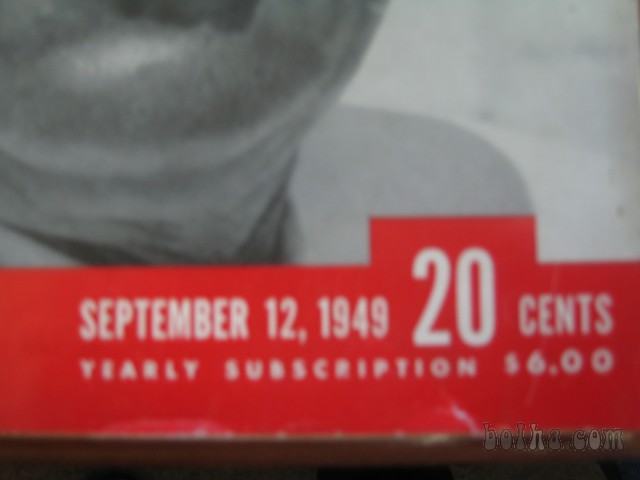 SEPTEMBER 12, 1949 20 CENTS
YEARLY SUBSCRIPTION $6.00
bolha.com